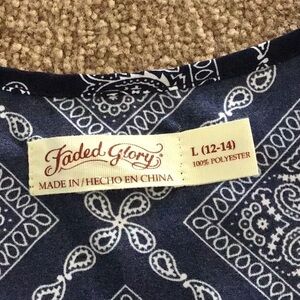 Faded Glory
MADE IN/HECHO EN CHINA
L (12-14)
100% POLYESTER